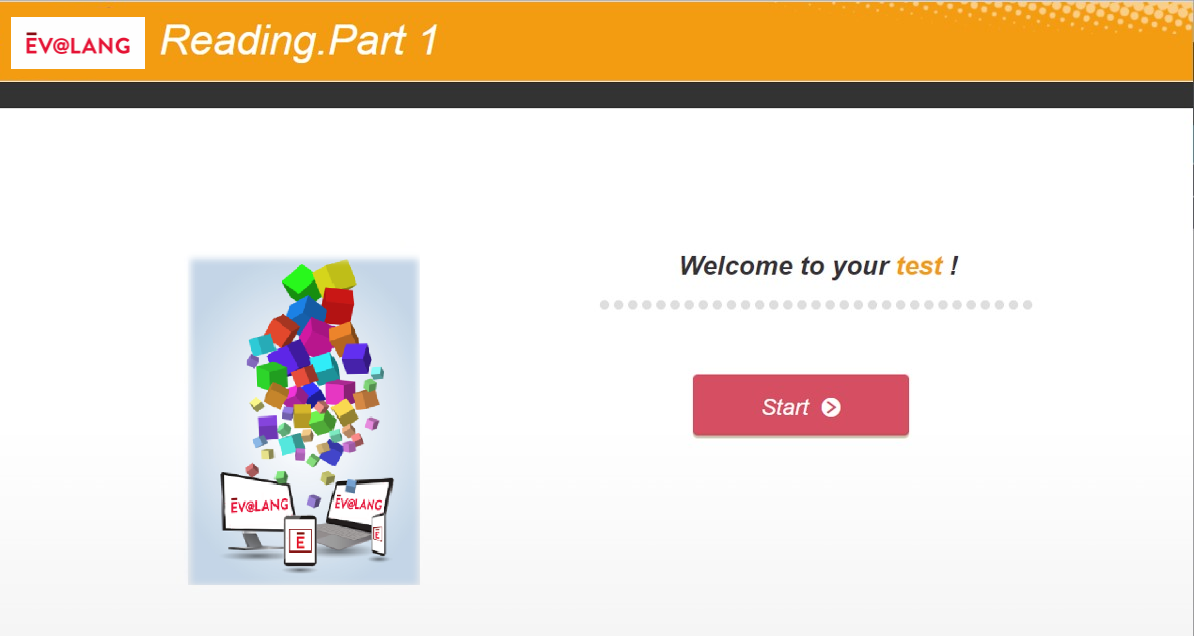 ĒV@LANG Reading.Part 1
Welcome to your test !
Start
ĒV@LANG
ĒV@LANG
Ē
Ē